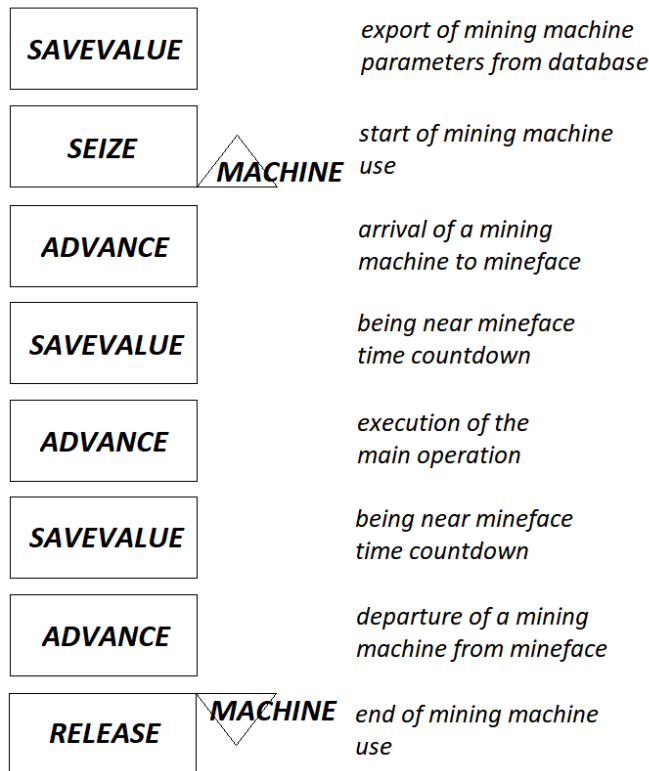 SAVEVALUE
export of mining machine
parameters from database
SEIZE
MACHINE
start of mining machine
use
ADVANCE
arrival of a mining
machine to mineface
SAVEVALUE
being near mineface
time countdown
ADVANCE
execution of the
main operation
SAVEVALUE
being near mineface
time countdown
ADVANCE
departure of a mining
machine from mineface
RELEASE
MACHINE
end of mining machine
use